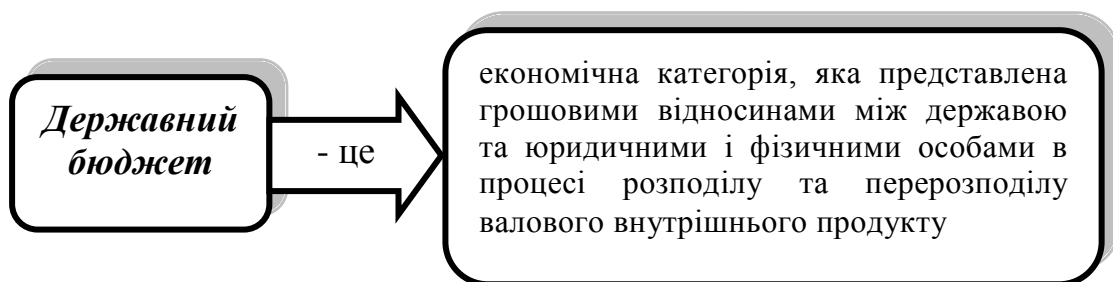 Державний
бюджет
- це
економічна категорія, яка представлена
грошовими відносинами між державою
та юридичними і фізичними особами в
процесі розподілу та перерозподілу
валового внутрішнього продукту